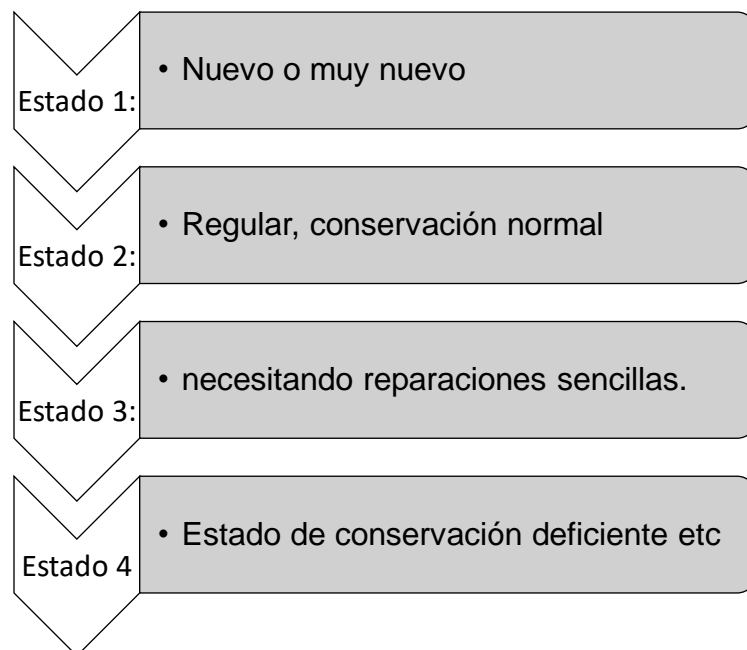 Estado 1:
• Nuevo o muy nuevo
Estado 2:
• Regular, conservación normal
Estado 3:
• necesitando reparaciones sencillas.
Estado 4
• Estado de conservación deficiente etc